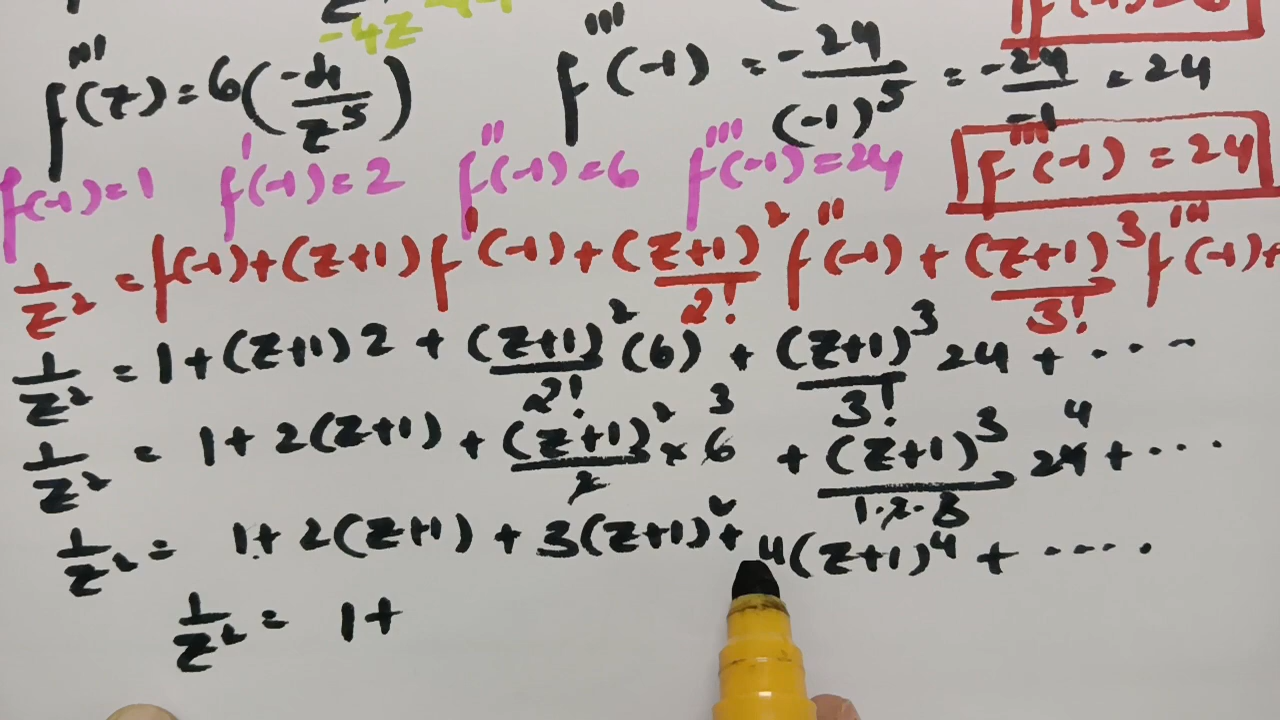 -4z
f'''(z) = 6(-4/z^5) f'''(-1) = -24/(-1)^5 = -24/-1 = 24
f(-1)=1 f'(-1)=2 f''(-1)=6 f'''(-1)=24 f'''(-1) = 24
1/z^2 = f(-1)+(z+1)f'(-1)+(z+1)^2/2! f''(-1) + (z+1)^3/3! f'''(-1)+
1/z^2 = 1+(z+1)2 + (z+1)^2/2! (6) + (z+1)^3/3! 24 + ....
1/z^2 = 1+2(z+1) + (z+1)^2/2 × 6 3 + (z+1)^3/1.2.3 24 4 + ...
1/z^2 = 1+2(z+1) + 3(z+1)^2 + 4(z+1)^4 + ....
1/z^2 = 1+